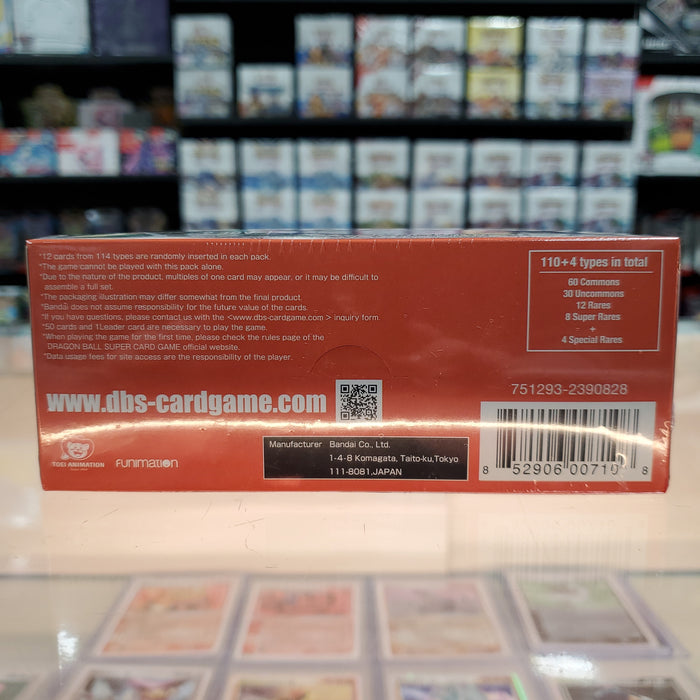 *12 cards from 114 types are randomly inserted in each pack.
*The game cannot be played with this pack alone.
*Due to the nature of the product, multiples of one card may appear, or it may be difficult to
assemble a full set.
*The packaging illustration may differ somewhat from the final product.
*Bandai does not assume responsibility for the future value of the cards.
*If you have questions, please contact us with the <www.dbs-cardgame.com > inquiry form.
*50 cards and 1Leader card are necessary to play the game.
*When playing the game for the first time, please check the rules page of the
DRAGON BALL SUPER CARD GAME official website.
*Data usage fees for site access are the responsibility of the player.
110+4 types in total
60 Commons
30 Uncommons
12 Rares
8 Super Rares
+
4 Special Rares
www.dbs-cardgame.com
751293-2390828
TOEI ANIMATION
FUNIMATION
Manufacturer Bandai Co., Ltd.
1-4-8 Komagata, Taito-ku,Tokyo
111-8081,JAPAN
8 52906 00710 8